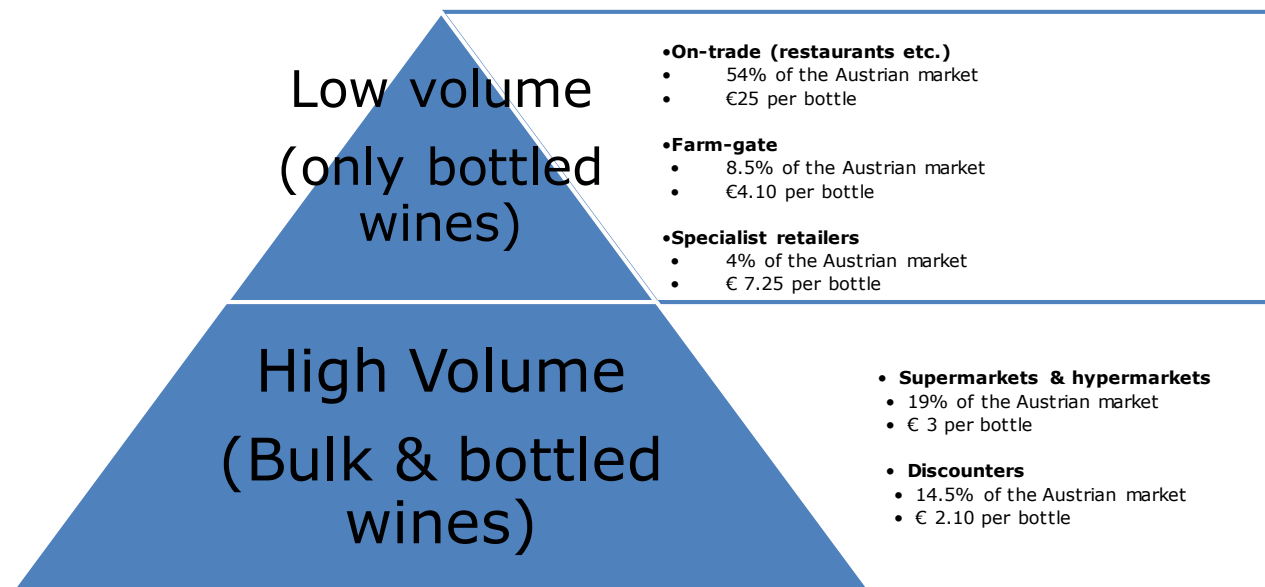 Low volume
(only bottled
wines)
•On-trade (restaurants etc.)
• 54% of the Austrian market
• €25 per bottle
•Farm-gate
• 8.5% of the Austrian market
• €4.10 per bottle
•Specialist retailers
• 4% of the Austrian market
• € 7.25 per bottle
High Volume
(Bulk & bottled
wines)
• Supermarkets & hypermarkets
• 19% of the Austrian market
• € 3 per bottle
• Discounters
• 14.5% of the Austrian market
• € 2.10 per bottle